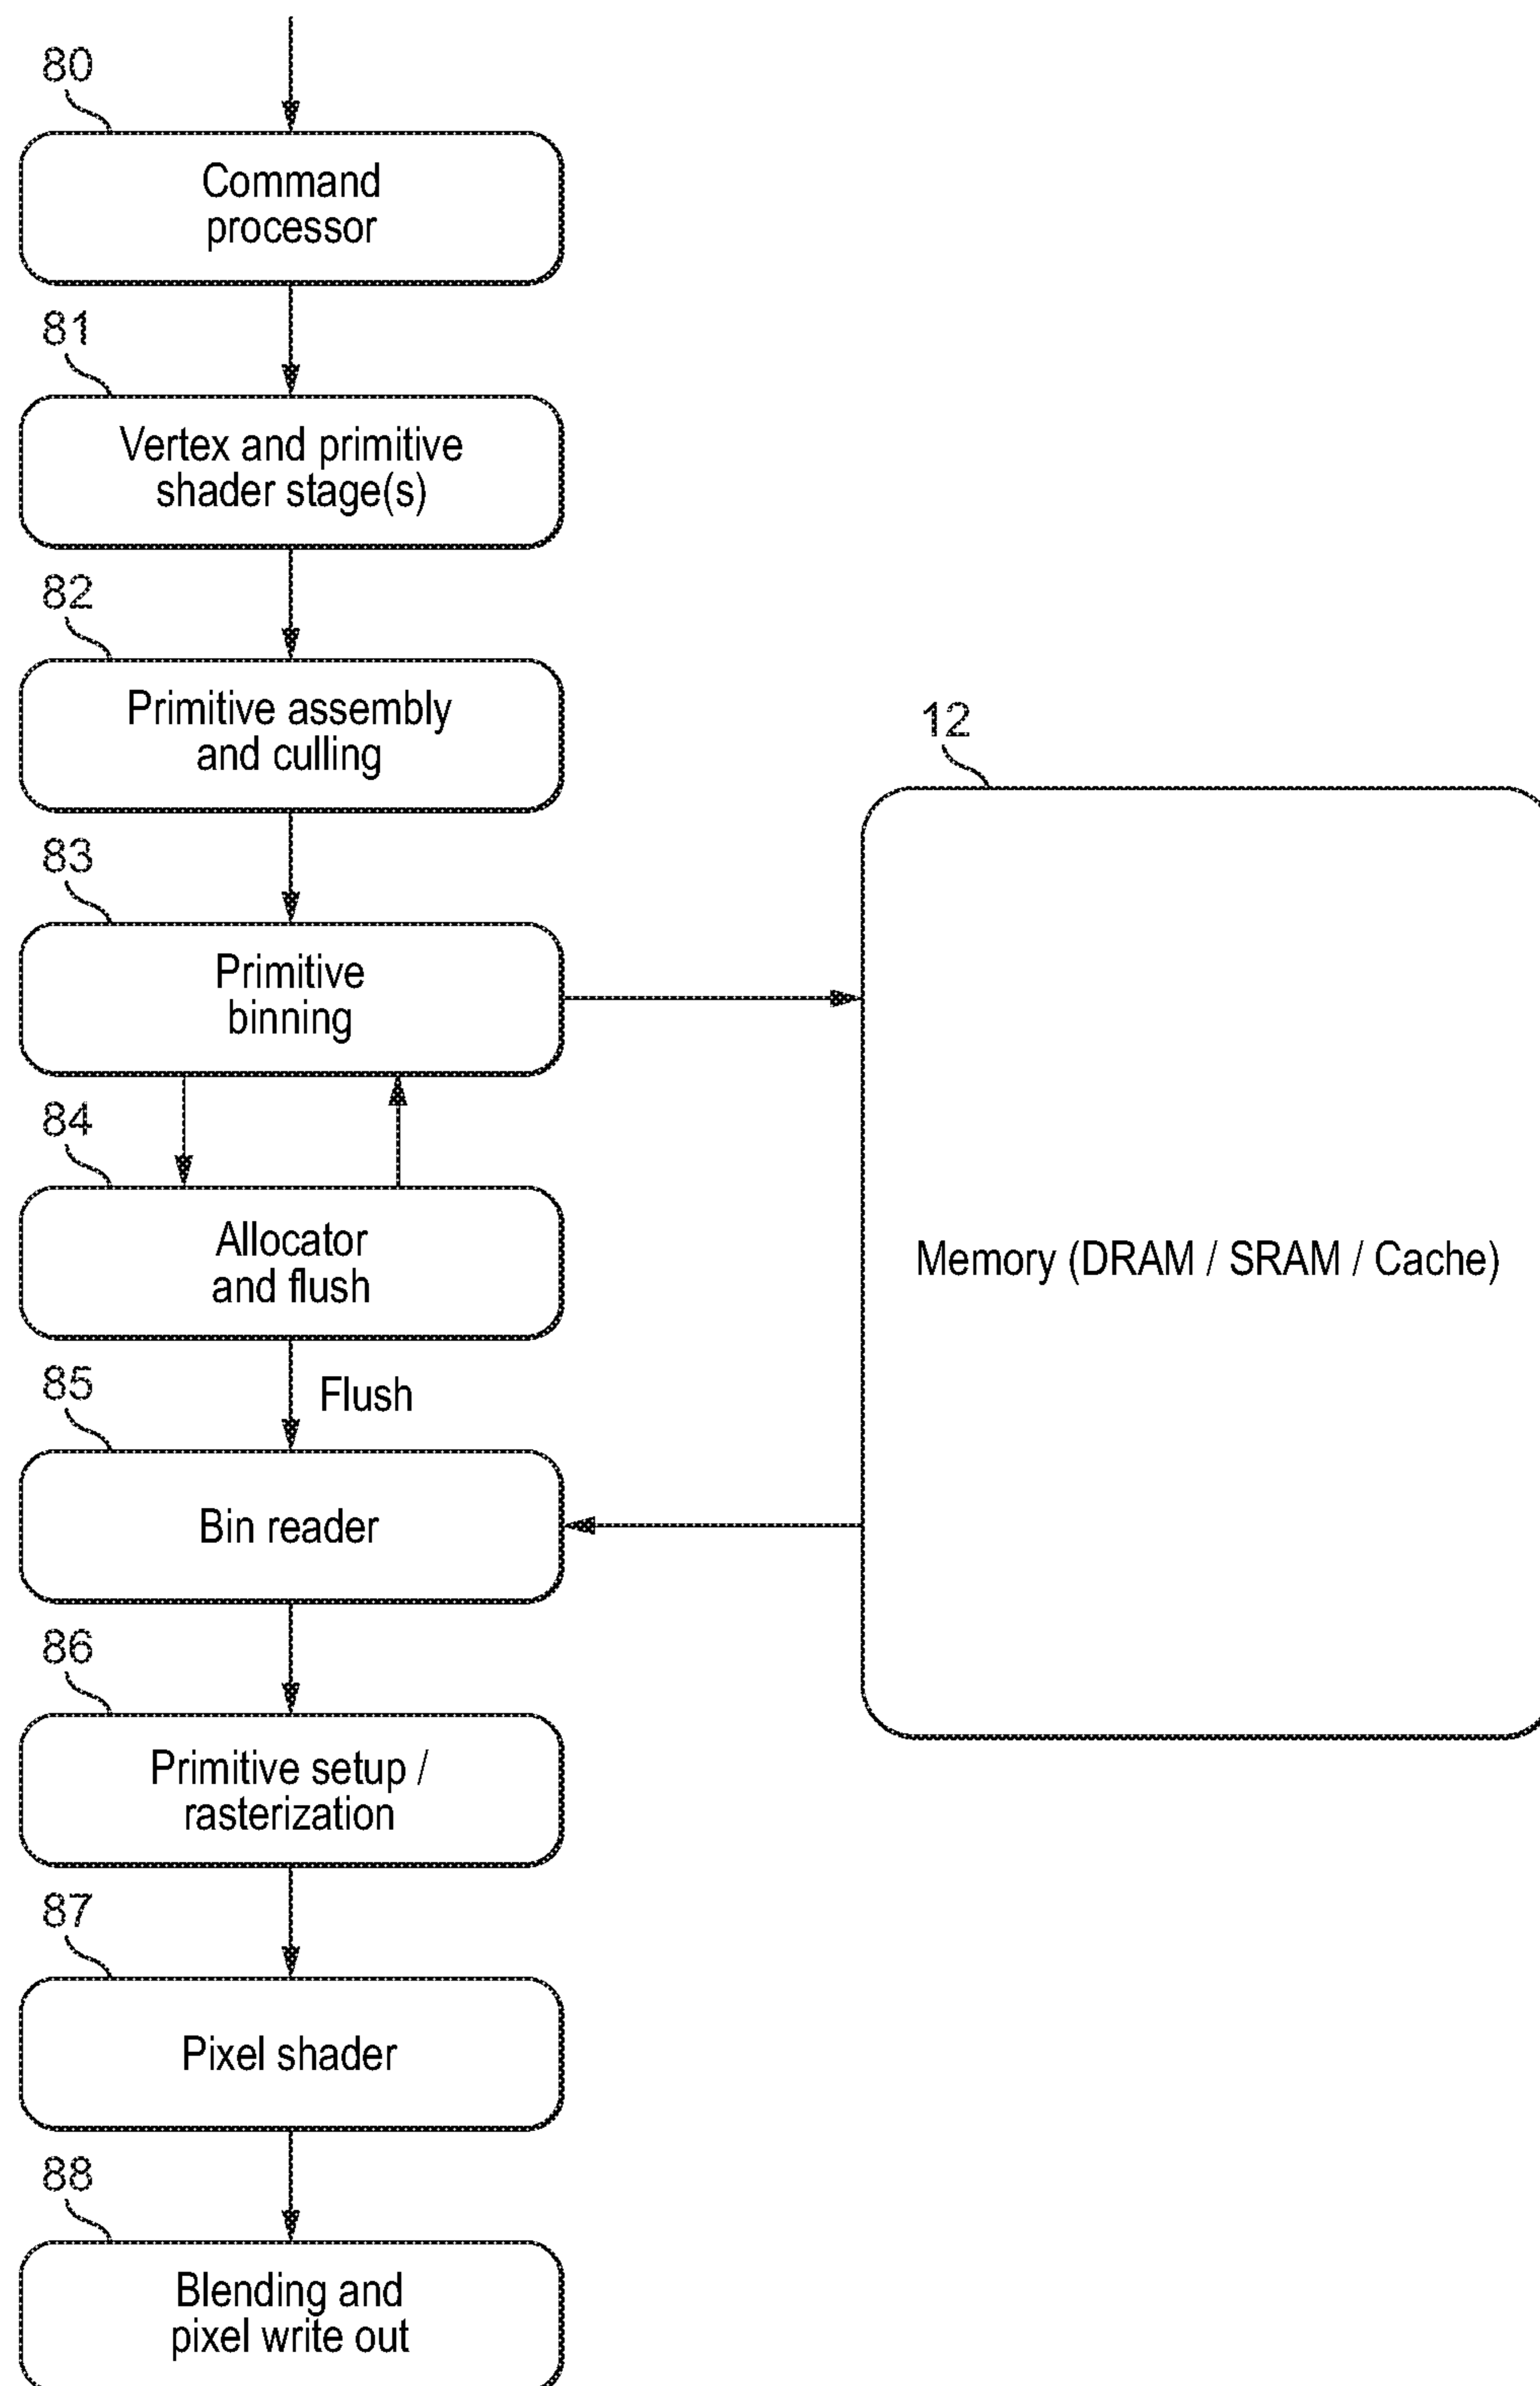 80
Command
processor
81
Vertex and primitive
shader stage(s)
82
Primitive assembly
and culling
12
83
Primitive
binning
84
Allocator
and flush
Memory (DRAM / SRAM / Cache)
85
Flush
Bin reader
86
Primitive setup /
rasterization
87
Pixel shader
88
Blending and
pixel write out